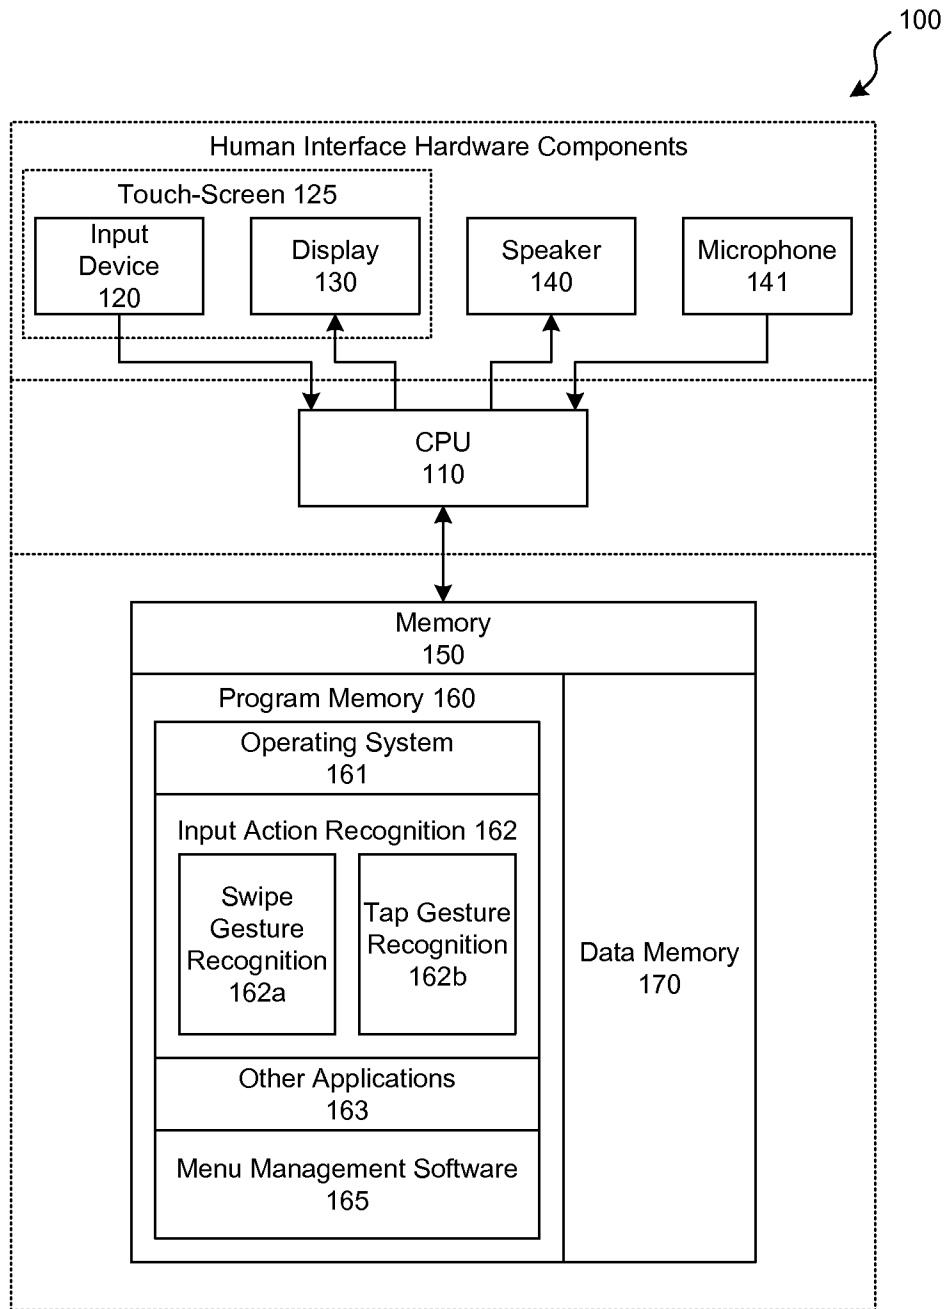 100
Human Interface Hardware Components
Touch-Screen 125
Input
Device
120
Display
130
Speaker
140
Microphone
141
CPU
110
Memory
150
Program Memory 160
Operating System
161
Input Action Recognition 162
Swipe
Gesture
Recognition
162a
Tap Gesture
Recognition
162b
Other Applications
163
Menu Management Software
165
Data Memory
170